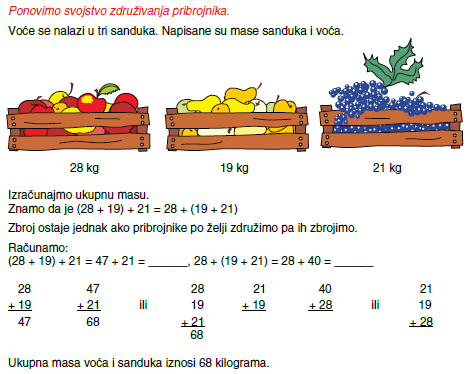 Ponovimo svojstvo združivanja pribrojnika.
Voće se nalazi u tri sanduka. Napisane su mase sanduka i voća.
28 kg 19 kg 21 kg
Izračunajmo ukupnu masu.
Znamo da je (28 + 19) + 21 = 28 + (19 + 21)
Zbroj ostaje jednak ako pribrojnike po želji združimo pa ih zbrojimo.
Računamo:
(28 + 19) + 21 = 47 + 21 = ______, 28 + (19 + 21) = 28 + 40 = ______
28 47 28 21 40 21
+ 19 + 21 ili 19 + 19 + 28 ili 19
47 68 + 21 + 28
68
Ukupna masa voća i sanduka iznosi 68 kilograma.